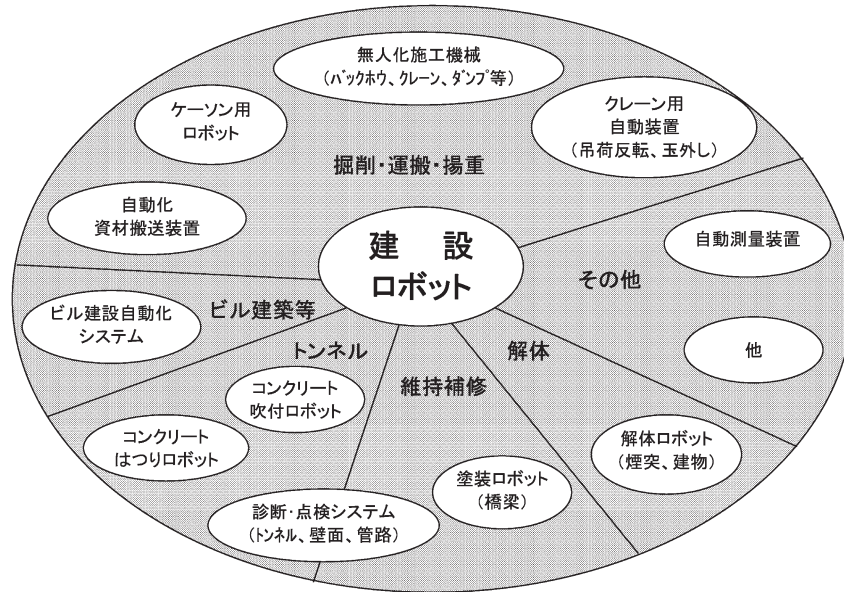 無人化施工機械
(ﾊﾞｯｸﾎｳ、ｸﾚｰﾝ、ﾀﾞﾝﾌﾟ等)
ケーソン用
ロボット
クレーン用
自動装置
(吊荷反転、玉外し)
掘削・運搬・揚重
自動化
資材搬送装置
建 設
ロボット
自動測量装置
その他
ビル建設自動化
システム
ビル建築等
トンネル
解体
他
コンクリート
吹付ロボット
維持補修
コンクリート
はつりロボット
解体ロボット
(煙突、建物)
塗装ロボット
(橋梁)
診断・点検システム
(ﾄﾝﾈﾙ、壁面、管路)